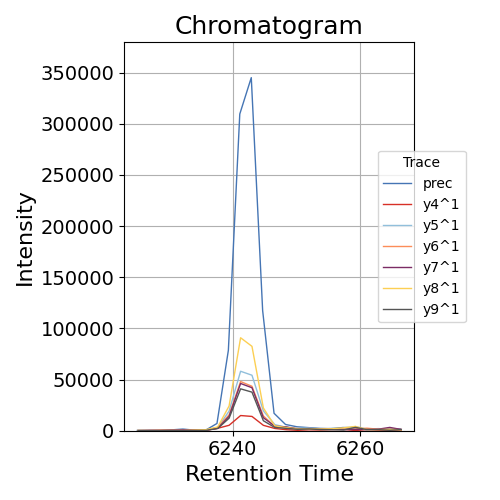 Chromatogram
Intensity
350000
300000
250000
200000
150000
100000
50000
0
6240 6260
Retention Time
Trace
prec
y4^1
y5^1
y6^1
y7^1
y8^1
y9^1